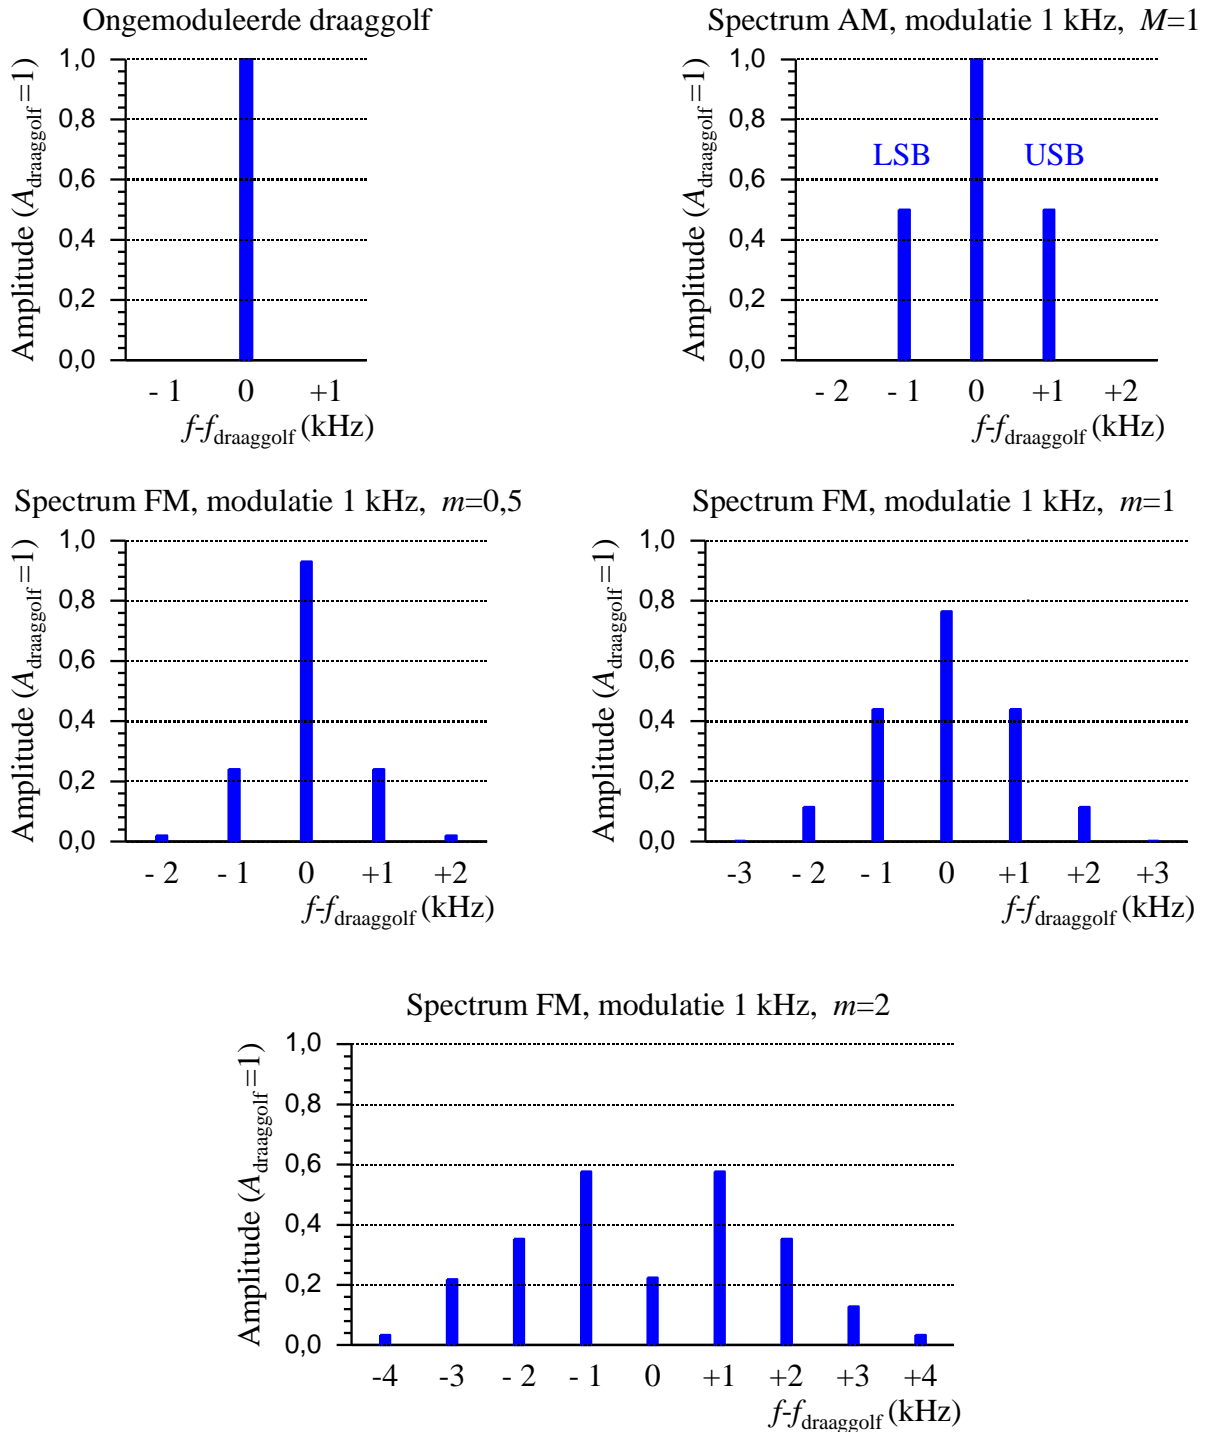 Ongemoduleerde draaggolf
Amplitude (Adraaggolf=1)
1,0
0,8
0,6
0,4
0,2
0,0
- 1 0 +1
f-fdraaggolf (kHz)
Spectrum AM, modulatie 1 kHz, M=1
Amplitude (Adraaggolf=1)
1,0
0,8
0,6
0,4
0,2
0,0
LSB USB
- 2 - 1 0 +1 +2
f-fdraaggolf (kHz)
Spectrum FM, modulatie 1 kHz, m=0,5
Amplitude (Adraaggolf=1)
1,0
0,8
0,6
0,4
0,2
0,0
- 2 - 1 0 +1 +2
f-fdraaggolf (kHz)
Spectrum FM, modulatie 1 kHz, m=1
Amplitude (Adraaggolf=1)
1,0
0,8
0,6
0,4
0,2
0,0
-3 - 2 - 1 0 +1 +2 +3
f-fdraaggolf (kHz)
Spectrum FM, modulatie 1 kHz, m=2
Amplitude (Adraaggolf=1)
1,0
0,8
0,6
0,4
0,2
0,0
-4 -3 - 2 - 1 0 +1 +2 +3 +4
f-fdraaggolf (kHz)